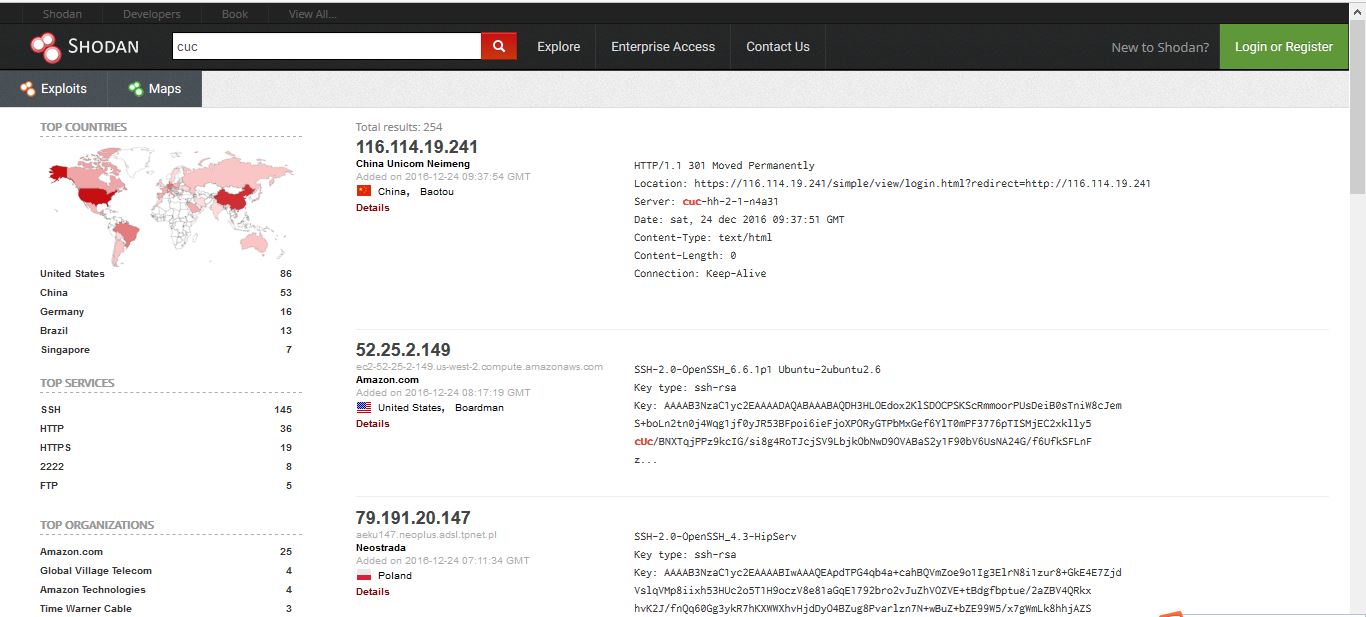 Shodan Developers Book View All...
SHODAN cuc Explore Enterprise Access Contact Us New to Shodan? Login or Register
Exploits Maps
TOP COUNTRIES
United States 86
China 53
Germany 16
Brazil 13
Singapore 7
TOP SERVICES
SSH 145
HTTP 36
HTTPS 19
2222 8
FTP 5
TOP ORGANIZATIONS
Amazon.com 25
Global Village Telecom 4
Amazon Technologies 4
Time Warner Cable 3
Total results: 254
116.114.19.241
China Unicom Neimeng
Added on 2016-12-24 09:37:54 GMT
China, Baotou
Details
HTTP/1.1 301 Moved Permanently
Location: https://116.114.19.241/simple/view/login.html?redirect=http://116.114.19.241
Server: cuc-hh-2-1-n4a31
Date: sat, 24 dec 2016 09:37:51 GMT
Content-Type: text/html
Content-Length: 0
Connection: Keep-Alive
52.25.2.149
ec2-52-25-2-149.us-west-2.compute.amazonaws.com
Amazon.com
Added on 2016-12-24 08:17:19 GMT
United States, Boardman
Details
SSH-2.0-OpenSSH_6.6.1p1 Ubuntu-2ubuntu2.6
Key type: ssh-rsa
Key: AAAAB3NzaC1yc2EAAAADAQABAAABAQDH3HLOEdox2KlSDOCPSKScRmmoorPUsDeiB0sTniW8cJem
S+boLn2tn0j4Wqg1jf0yJR53BFpoi6ieFjoXPORyGTPbMxGef6YlT0mPF3776pTISMjEC2xklly5
cUc/BNXTqjPPz9kcIG/si8g4RoTJcjSV9LbjkObNwD9OVABaS2y1F90bV6UsNA24G/f6UfkSFLnF
z...
79.191.20.147
aeku147.neoplus.adsl.tpnet.pl
Neostrada
Added on 2016-12-24 07:11:34 GMT
Poland
Details
SSH-2.0-OpenSSH_4.3-HipServ
Key type: ssh-rsa
Key: AAAAB3NzaC1yc2EAAAABIwAAAQEApdTPG4qb4a+cahBQVmZoe9o1Ig3ElrN8i1zur8+GkE4E7Zjd
VslqVMp8iixh53HUc2o5T1H9oczV8e81aGqE1792bro2vJuZhVOZVE+tBdgfbptue/2aZBV4QRkx
hvK2J/fnQq60Gg3ykR7hKXWWXhvHjdDyO4BZug8Pvarlzn7N+wBuZ+bZE99W5/x7gWmLk8hhjAZS